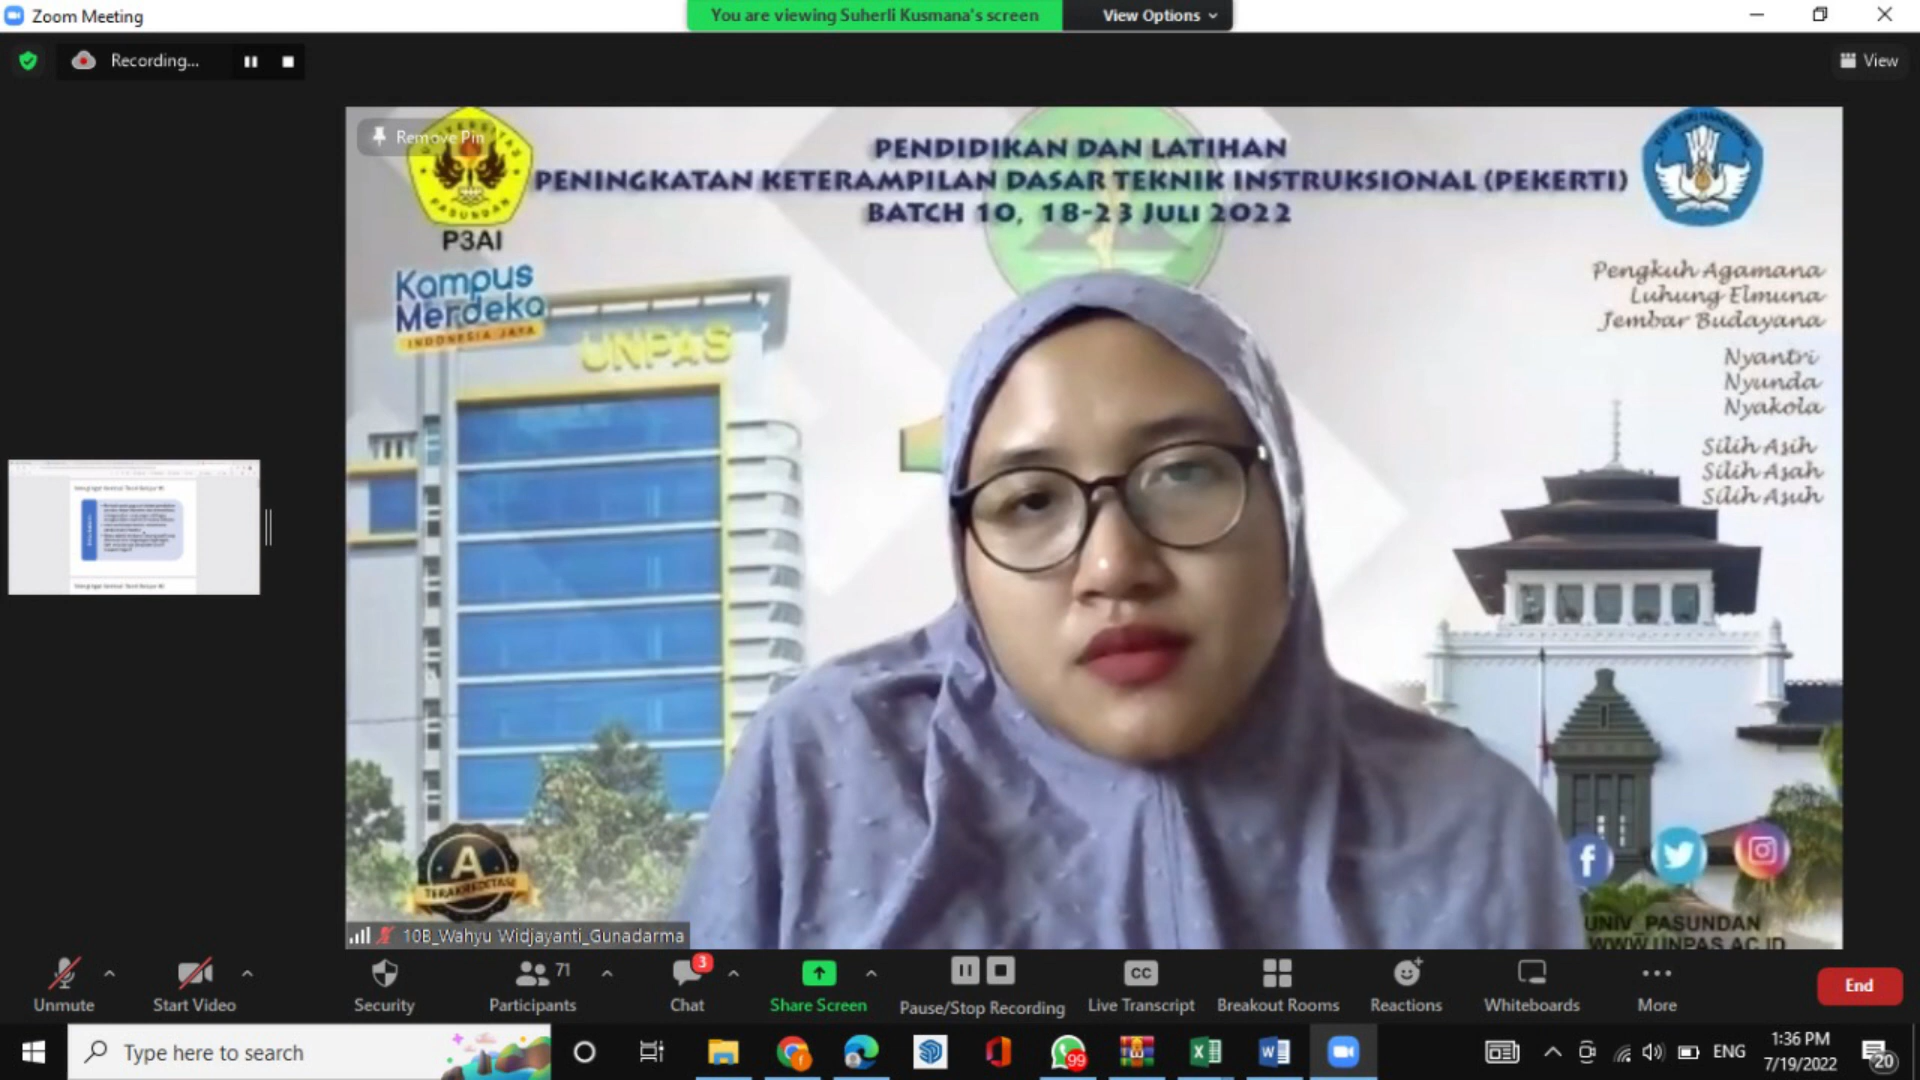 Zoom Meeting
You are viewing Suherli Kusmana's screen
View Options
Recording...
View
Remove Pin
PASUNDAN
P3AI
PENDIDIKAN DAN LATIHAN
PENINGKATAN KETERAMPILAN DASAR TEKNIK INSTRUKSIONAL (PEKERTI)
BATCH 10, 18-23 JULI 2022
TUT WURI HANDAYANI
Kampus
Merdeka
INDONESIA JAYA
UNPAS
Pengkuh Agamana
Luhung Elmuna
Jembar Budayana
Nyantri
Nyunda
Nyakola
Silih Asih
Silih Asah
Silih Asuh
A
TERAKREDITASI
UNIV_PASUNDAN
WWW.UNPAS.AC.ID
10B_Wahyu Widjayanti_Gunadarma
Unmute
Start Video
Security
71
Participants
3
Chat
Share Screen
Pause/Stop Recording
CC
Live Transcript
Breakout Rooms
Reactions
Whiteboards
More
End
Type here to search
99
ENG
1:36 PM
7/19/2022
20